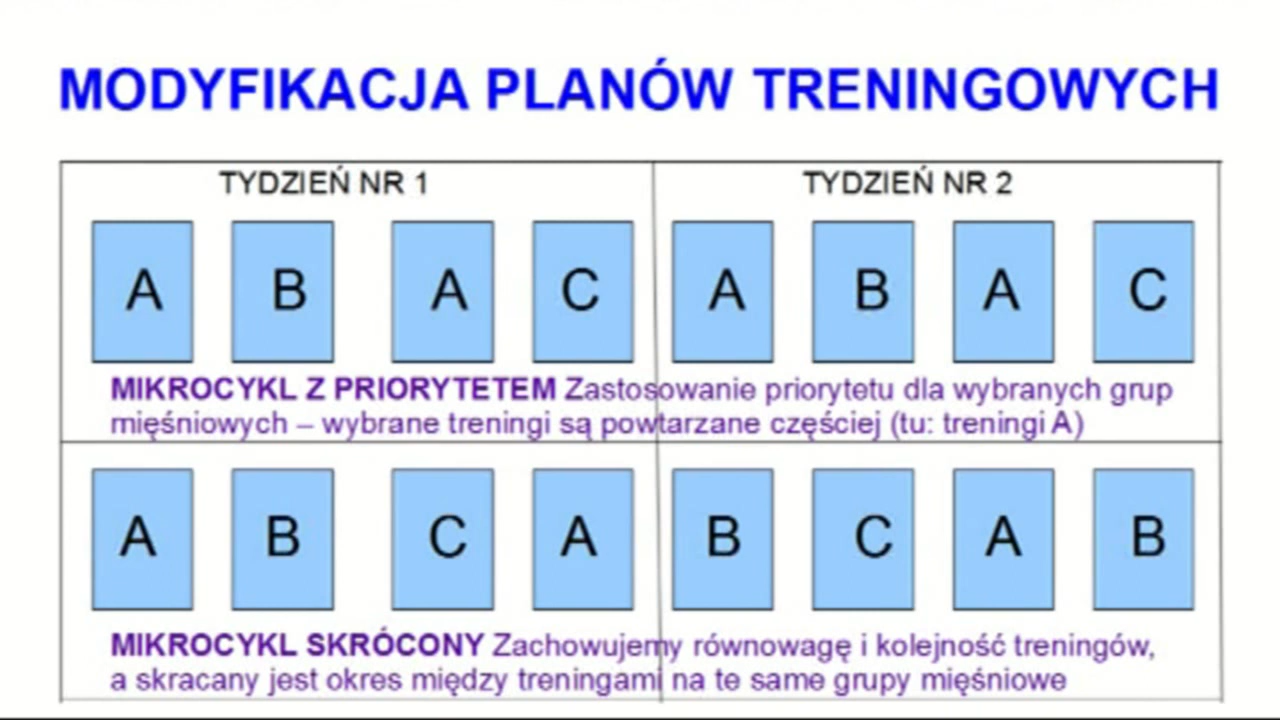 MODYFIKACJA PLANÓW TRENINGOWYCH
TYDZIEŃ NR 1 TYDZIEŃ NR 2
A B A C A B A C
MIKROCYKL Z PRIORYTETEM Zastosowanie priorytetu dla wybranych grup
mięśniowych – wybrane treningi są powtarzane częściej (tu: treningi A)
A B C A B C A B
MIKROCYKL SKRÓCONY Zachowujemy równowagę i kolejność treningów,
a skracany jest okres między treningami na te same grupy mięśniowe